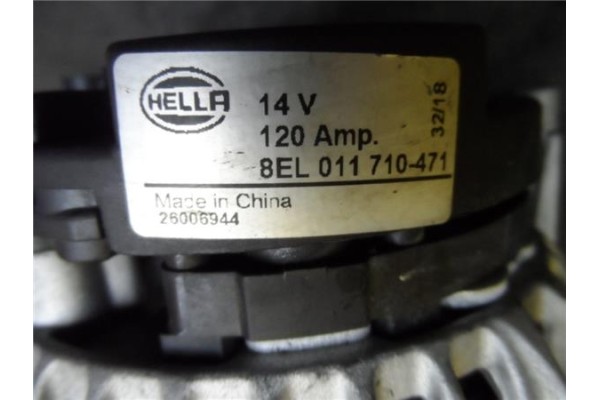 HELLA
14 V
120 Amp.
8EL 011 710-471
32/18
Made in China
26006944